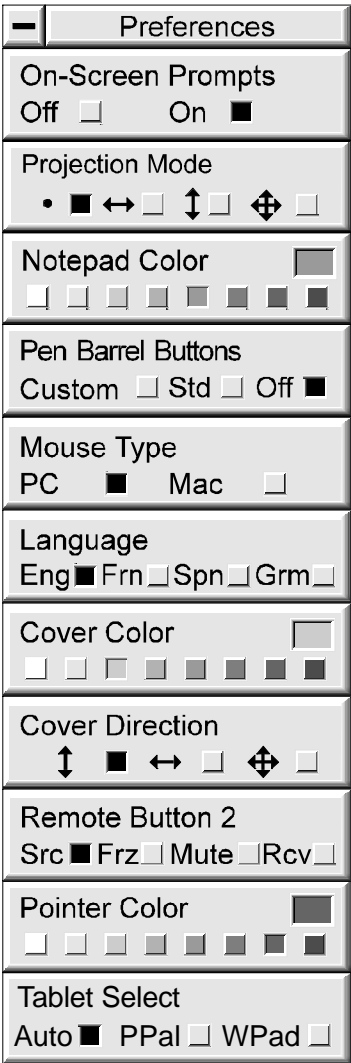 Preferences
On-Screen Prompts
Off On
Projection Mode
Notepad Color
Pen Barrel Buttons
Custom Std Off
Mouse Type
PC Mac
Language
Eng Frn Spn Grm
Cover Color
Cover Direction
Remote Button 2
Src Frz Mute Rcv
Pointer Color
Tablet Select
Auto PPal WPad